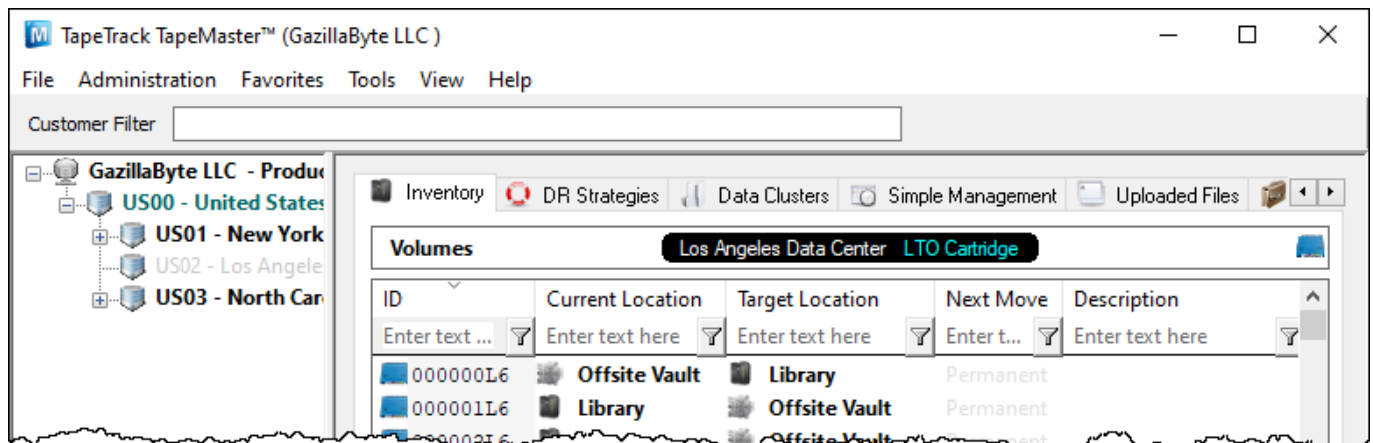 TapeTrack TapeMaster™ (GazillaByte LLC )
File Administration Favorites Tools View Help
Customer Filter
GazillaByte LLC - Produc
US00 - United States
US01 - New York
US02 - Los Angele
US03 - North Car
Inventory DR Strategies Data Clusters Simple Management Uploaded Files
Volumes Los Angeles Data Center LTO Cartridge
ID Current Location Target Location Next Move Description
Enter text ... Enter text here Enter text here Enter t... Enter text here
000000L6 Offsite Vault Library Permanent
000001L6 Library Offsite Vault Permanent
Offsite Vault